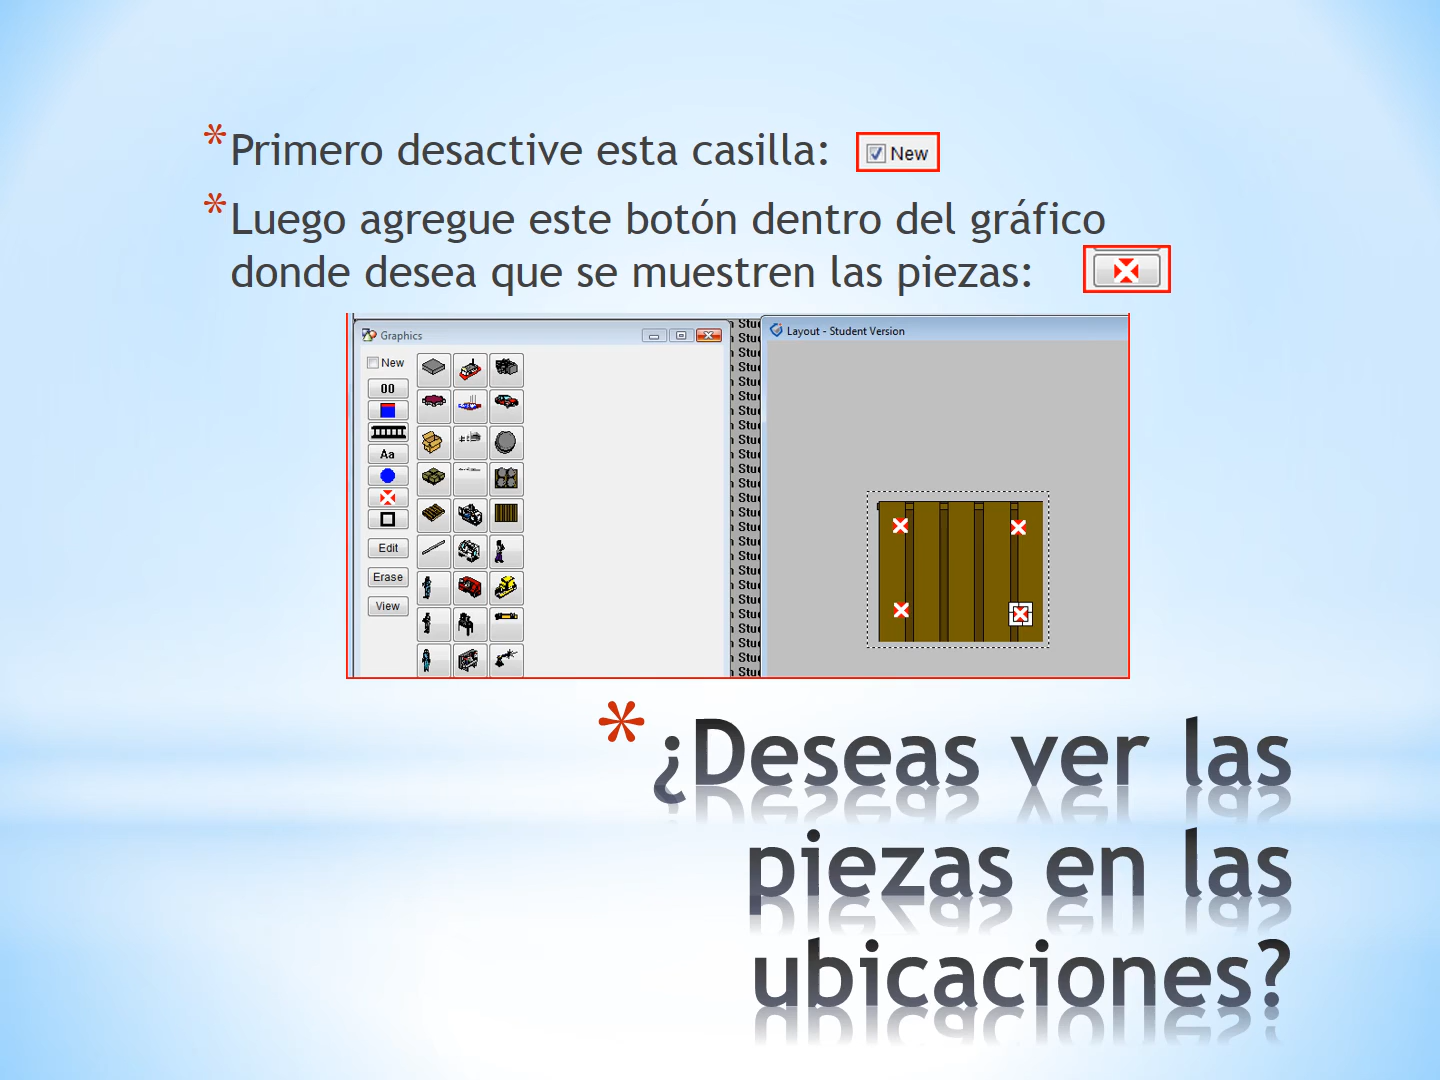 * Primero desactive esta casilla: New
* Luego agregue este botón dentro del gráfico
donde desea que se muestren las piezas:
Graphics
New
00
Aa
Edit
Erase
View
Layout - Student Version
n Stu
* ¿Deseas ver las
piezas en las
ubicaciones?